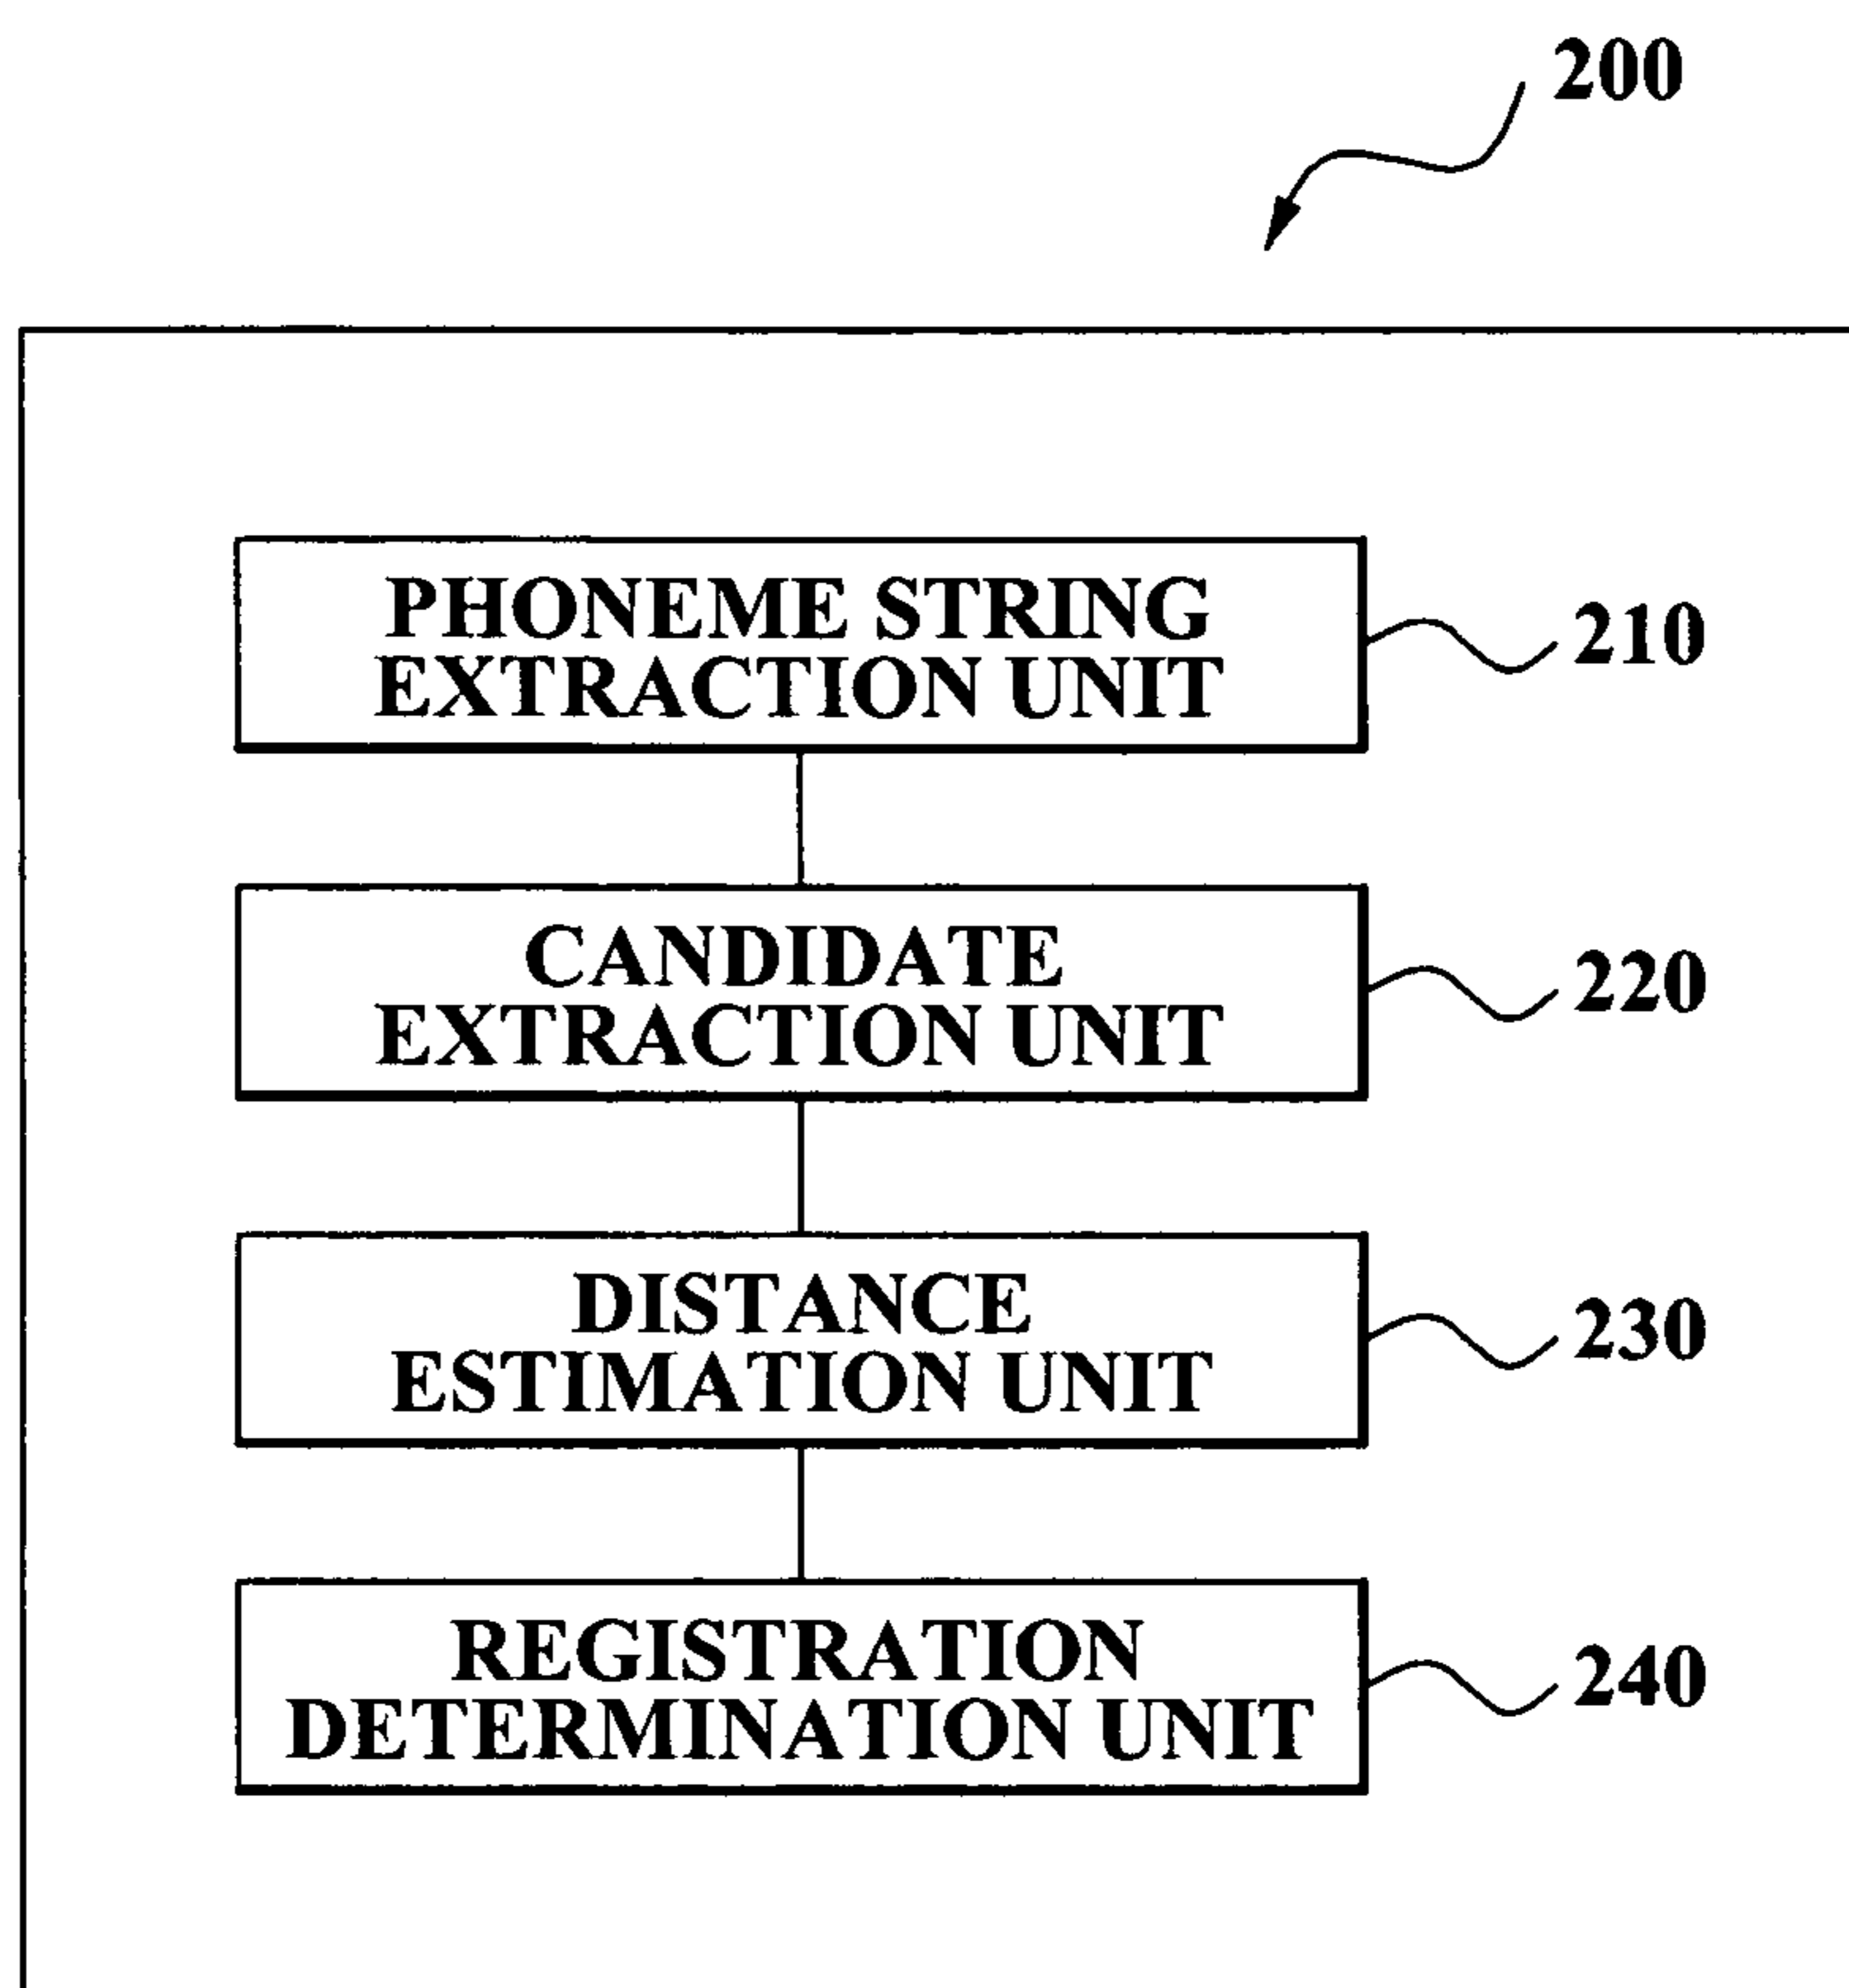 200
PHONEME STRING
EXTRACTION UNIT
210
CANDIDATE
EXTRACTION UNIT
220
DISTANCE
ESTIMATION UNIT
230
REGISTRATION
DETERMINATION UNIT
240